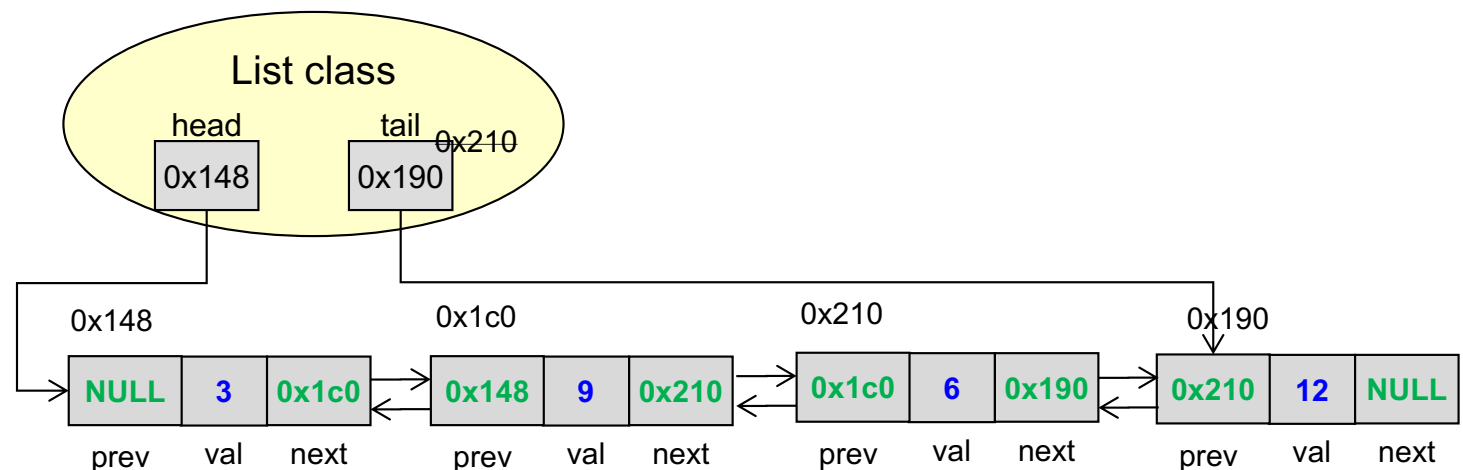 List class
head tail
0x210
0x148 0x190
0x148 0x1c0 0x210 0x190
NULL 3 0x1c0 0x148 9 0x210 0x1c0 6 0x190 0x210 12 NULL
prev val next prev val next prev val next prev val next